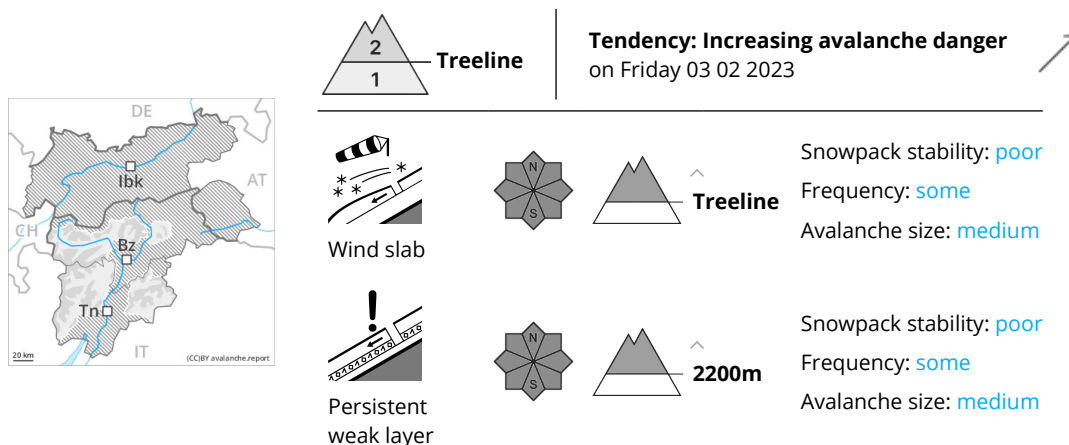 2
1
Treeline
Tendency: Increasing avalanche danger
on Friday 03 02 2023
DE
AT
Ibk
CH
Bz
Tn
IT
20 km
(CC)BY avalanche.report
Wind slab
N
S
Treeline
Snowpack stability: poor
Frequency: some
Avalanche size: medium
Persistent
weak layer
N
S
2200m
Snowpack stability: poor
Frequency: some
Avalanche size: medium